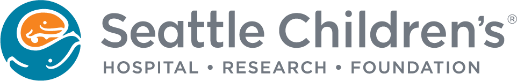 Seattle Children's®
HOSPITAL • RESEARCH • FOUNDATION